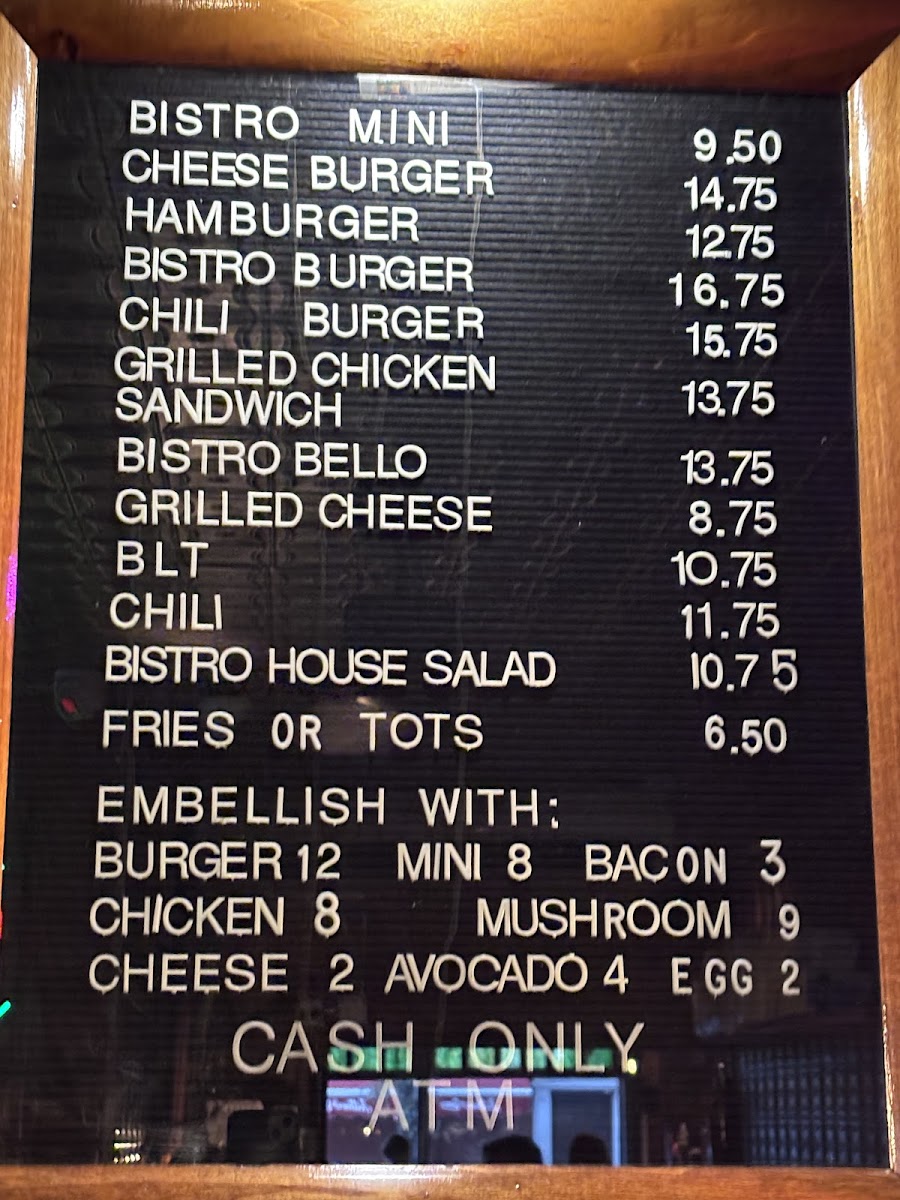 BISTRO MINI 9.50
CHEESE BURGER 14.75
HAMBURGER 12.75
BISTRO BURGER 16.75
CHILI BURGER 15.75
GRILLED CHICKEN
SANDWICH 13.75
BISTRO BELLO 13.75
GRILLED CHEESE 8.75
BLT 10.75
CHILI 11.75
BISTRO HOUSE SALAD 10.75
FRIES OR TOTS 6.50
EMBELLISH WITH:
BURGER 12 MINI 8 BACON 3
CHICKEN 8 MUSHROOM 9
CHEESE 2 AVOCADO 4 EGG 2
CASH ONLY
ATM